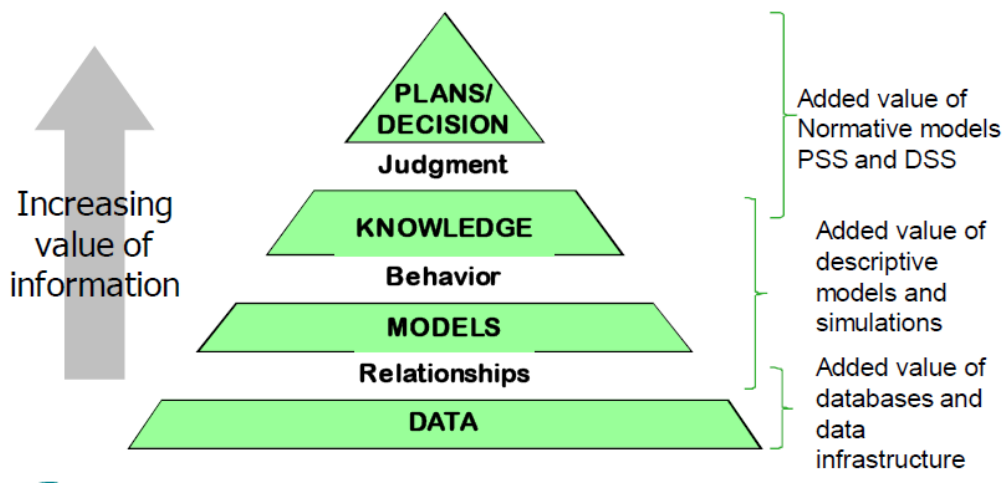 PLANS/
DECISION
Judgment
KNOWLEDGE
Behavior
MODELS
Relationships
DATA
Increasing
value of
information
Added value of
Normative models
PSS and DSS
Added value of
descriptive
models and
simulations
Added value of
databases and
data
infrastructure